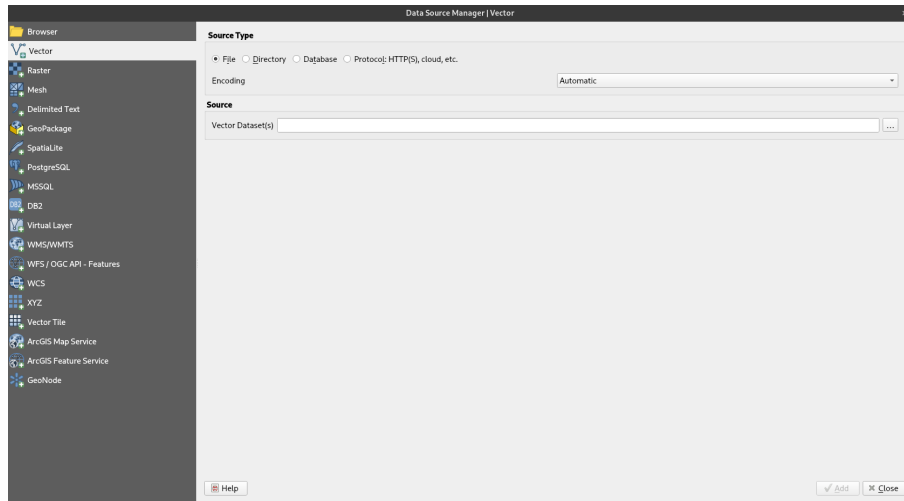 Data Source Manager | Vector
Browser
Vector
Raster
Mesh
Delimited Text
GeoPackage
SpatiaLite
PostgreSQL
MSSQL
DB2 DB2
Virtual Layer
WMS/WMTS
WFS / OGC API - Features
WCS
XYZ
Vector Tile
ArcGIS Map Service
ArcGIS Feature Service
GeoNode
Source Type
File Directory Database Protocol: HTTP(S), cloud, etc.
Encoding Automatic
Source
Vector Dataset(s) ...
Help Add Close